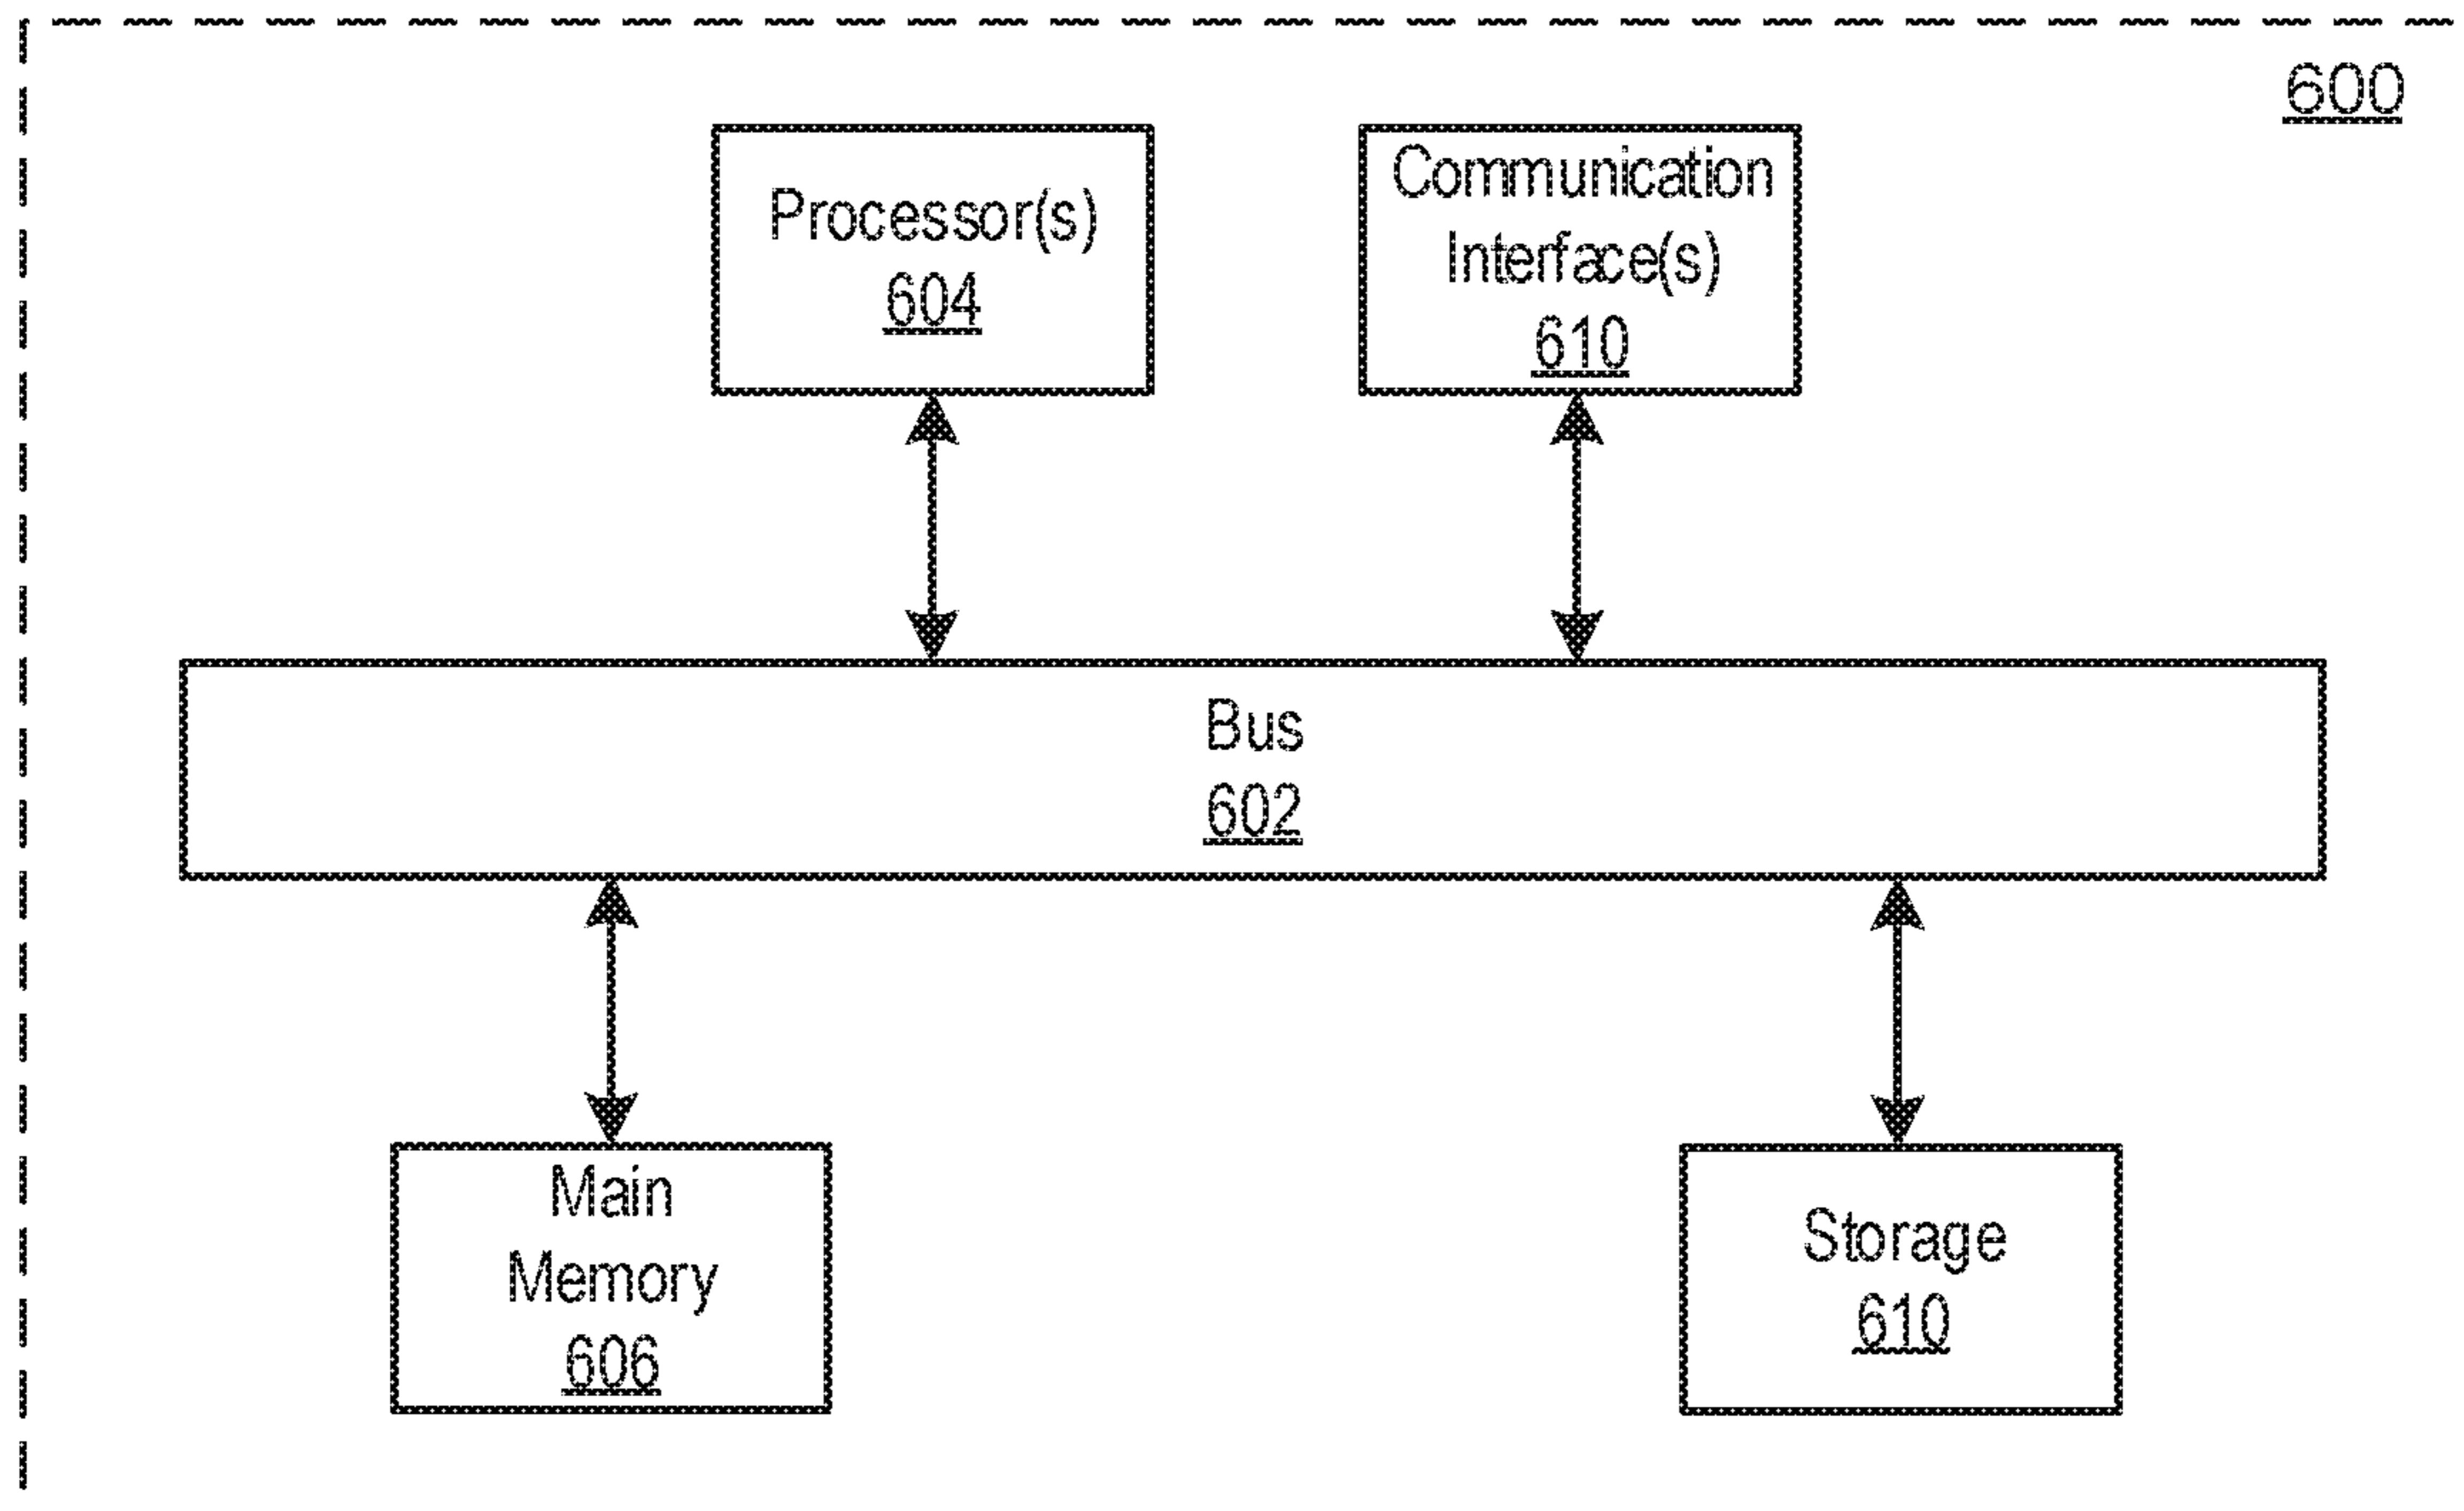 600
Processor(s)
604
Communication
Interface(s)
610
Bus
602
Main
Memory
606
Storage
610